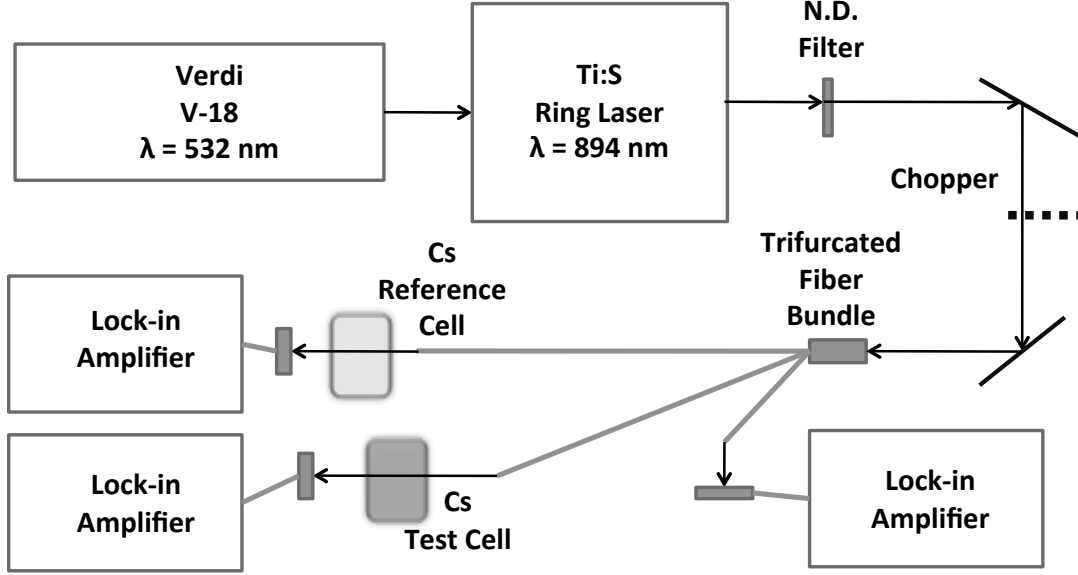 Verdi
V-18
λ = 532 nm
Ti:S
Ring Laser
λ = 894 nm
N.D.
Filter
Chopper
Trifurcated
Fiber
Bundle
Cs
Reference
Cell
Lock-in
Amplifier
Lock-in
Amplifier
Cs
Test Cell
Lock-in
Amplifier